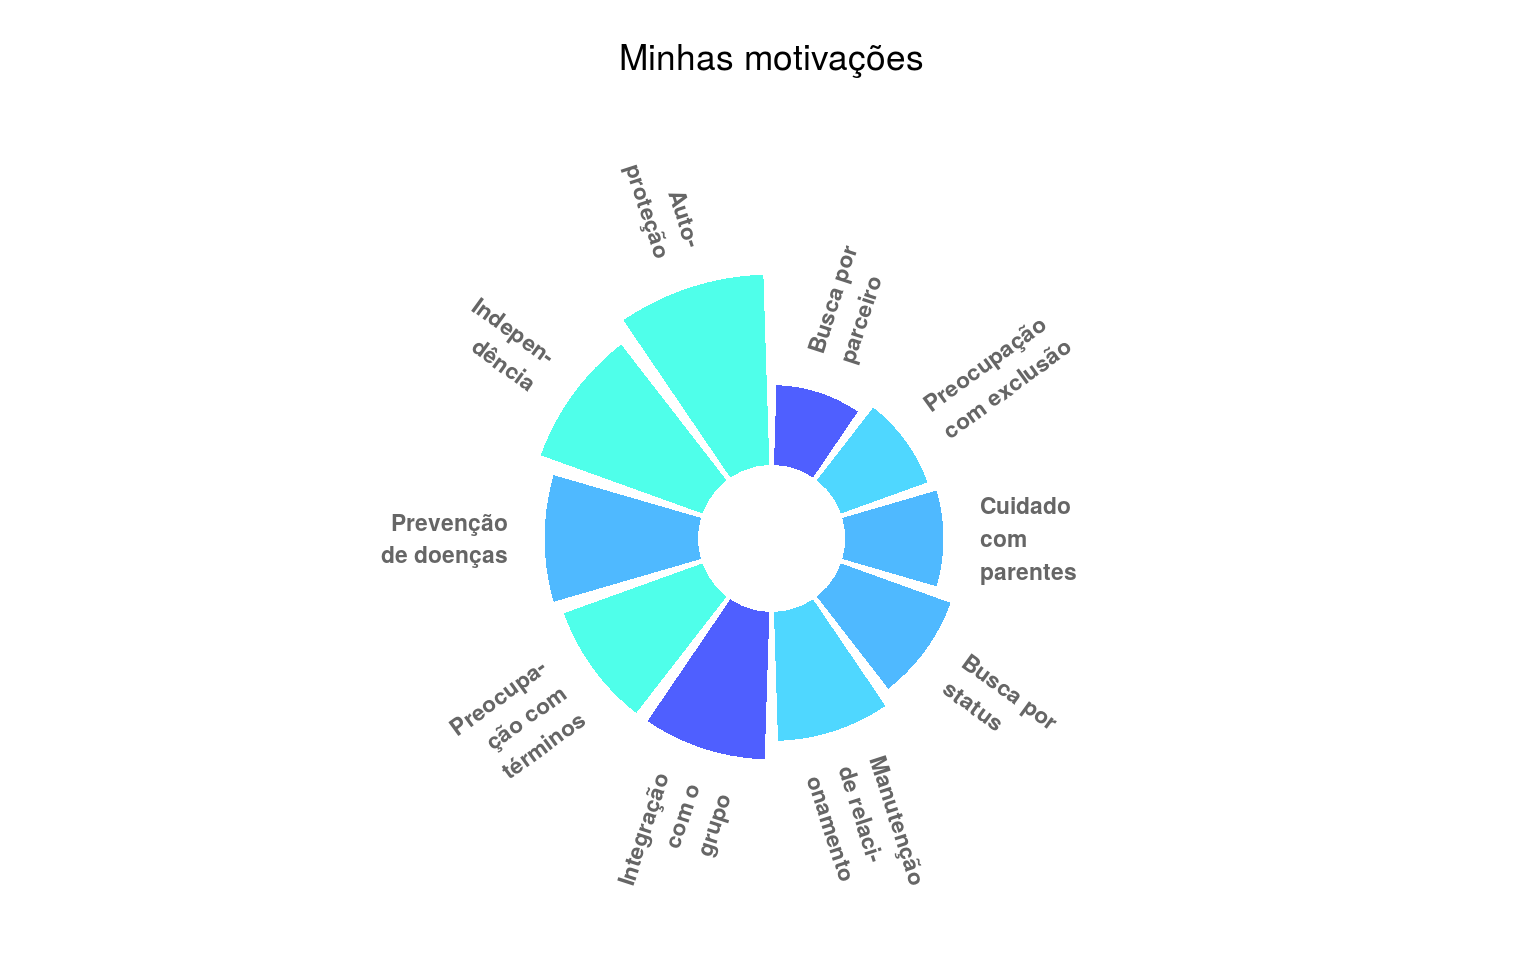 Minhas motivações
Busca por
parceiro
Preocupação
com exclusão
Cuidado
com
parentes
Busca por
status
Manutenção
de relaci-
onamento
Integração
com o
grupo
Preocupa-
ção com
términos
Prevenção
de doenças
Indepen-
dência
Auto-
proteção